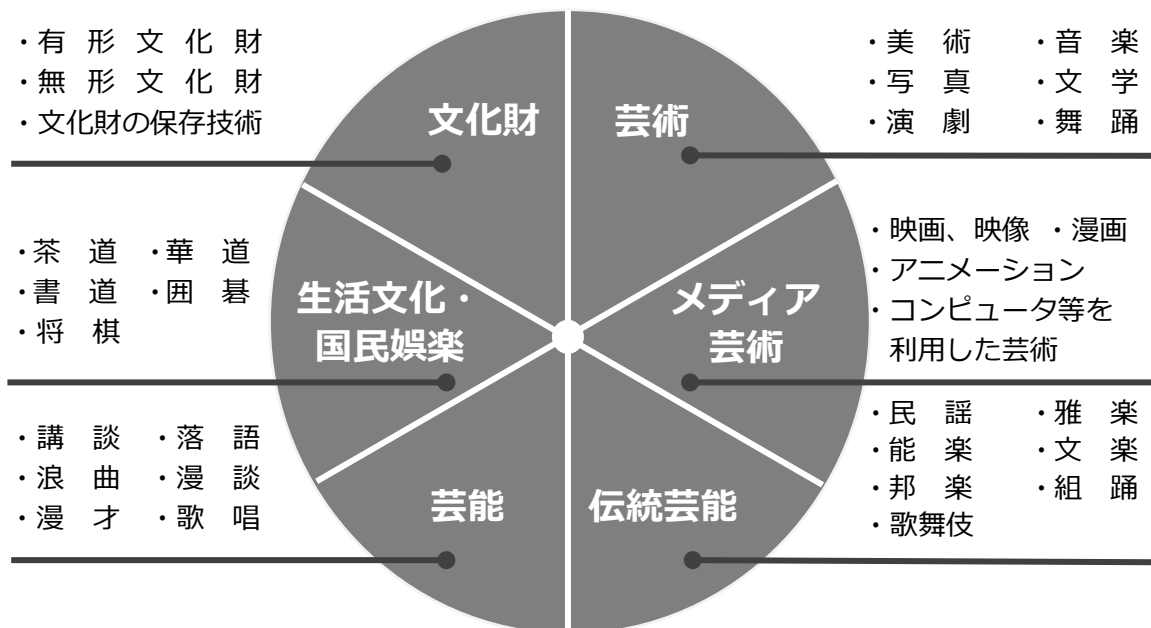 ・有形文化財
・無形文化財
・文化財の保存技術
文化財
芸術
・美術 ・音楽
・写真 ・文学
・演劇 ・舞踊
・茶道 ・華道
・書道 ・囲碁
・将棋
生活文化・
国民娯楽
メディア
芸術
・映画、映像 ・漫画
・アニメーション
・コンピュータ等を
利用した芸術
・講談 ・落語
・浪曲 ・漫談
・漫才 ・歌唱
芸能
伝統芸能
・民謡 ・雅楽
・能楽 ・文楽
・邦楽 ・組踊
・歌舞伎